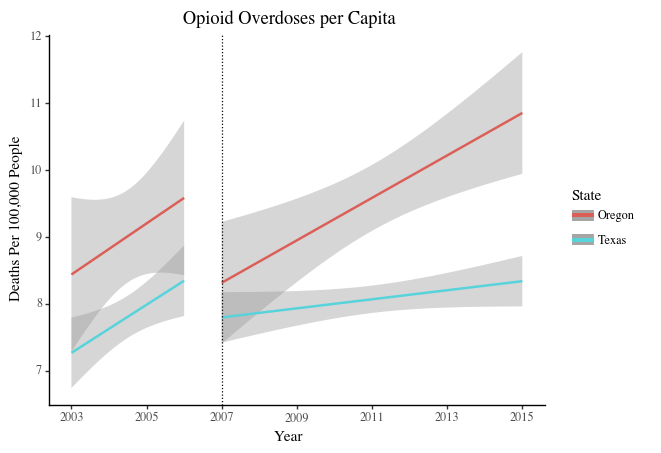 Opioid Overdoses per Capita
Deaths Per 100,000 People
12
11
10
9
8
7
2003 2005 2007 2009 2011 2013 2015
Year
State
Oregon
Texas